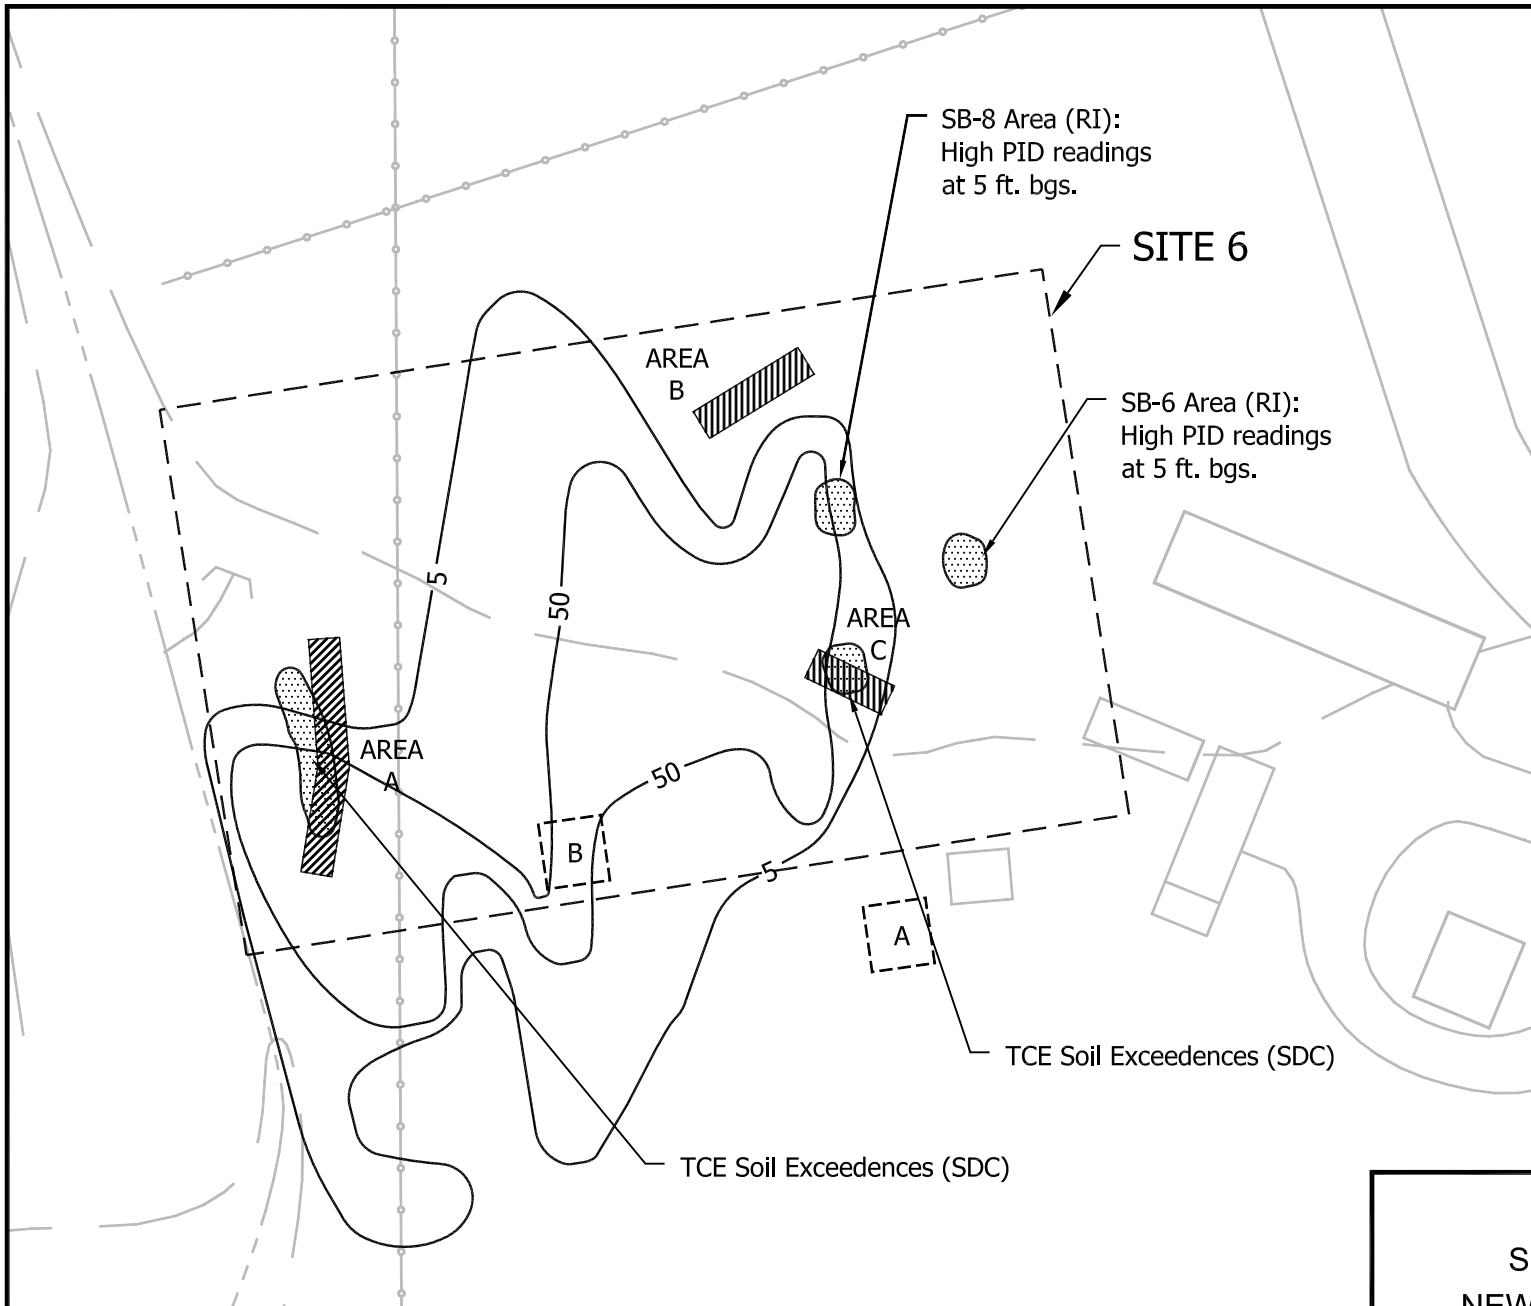 SB-8 Area (RI):
High PID readings
at 5 ft. bgs.
SITE 6
AREA
B
SB-6 Area (RI):
High PID readings
at 5 ft. bgs.
5
50
AREA
C
AREA
A
50
B
5
A
TCE Soil Exceedences (SDC)
TCE Soil Exceedences (SDC)
S
NEW